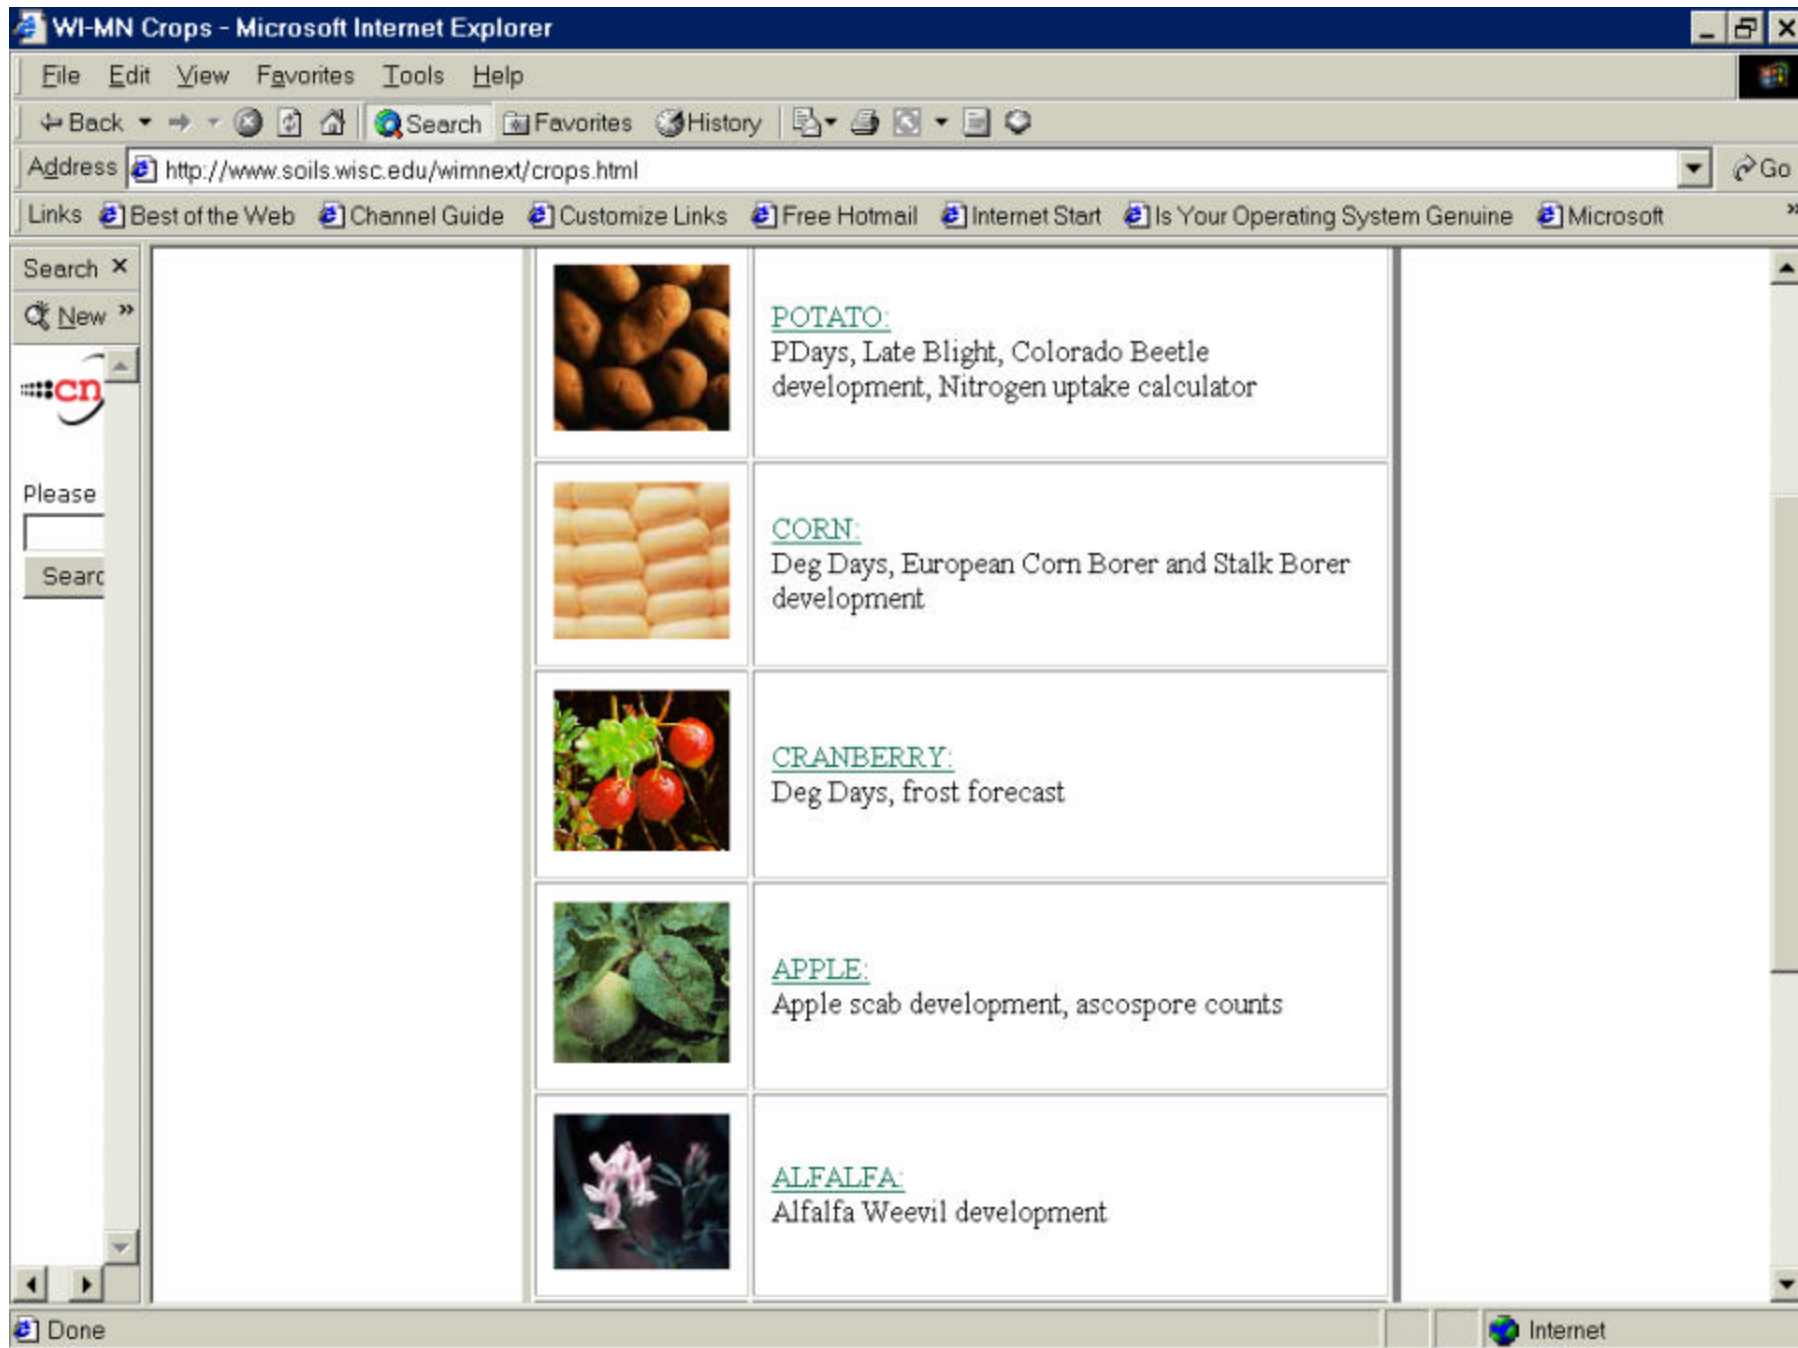 WI-MN Crops - Microsoft Internet Explorer
File Edit View Favorites Tools Help
Back Search Favorites History
Address http://www.soils.wisc.edu/wimnext/crops.html Go
Links Best of the Web Channel Guide Customize Links Free Hotmail Internet Start Is Your Operating System Genuine Microsoft
Search
New
cn
Please
Searc
POTATO:
PDays, Late Blight, Colorado Beetle
development, Nitrogen uptake calculator
CORN:
Deg Days, European Corn Borer and Stalk Borer
development
CRANBERRY:
Deg Days, frost forecast
APPLE:
Apple scab development, ascospore counts
ALFALFA:
Alfalfa Weevil development
Done Internet